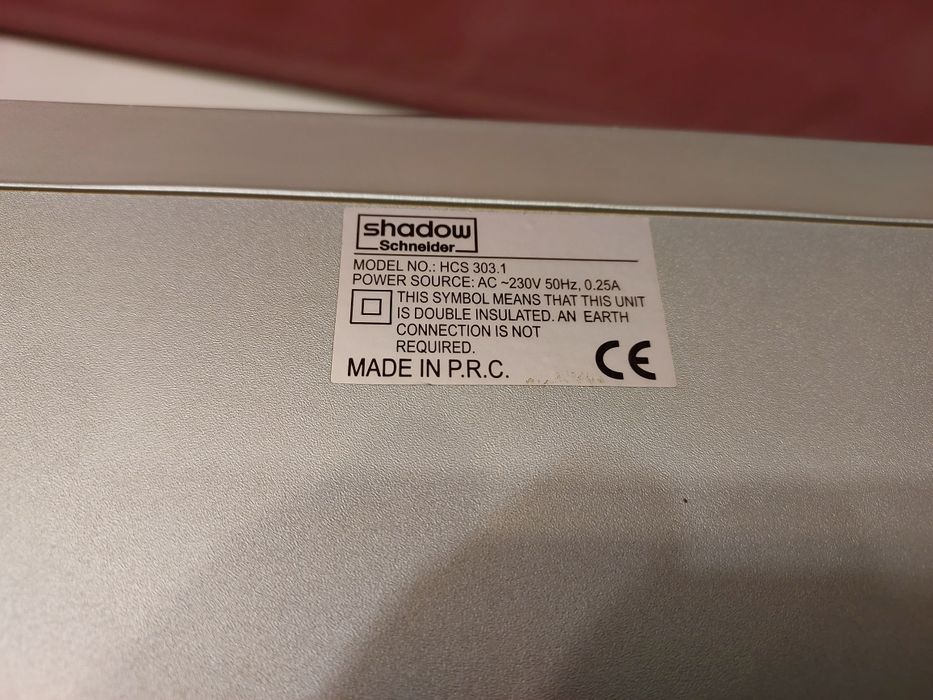 shadow
Schneider
MODEL NO.: HCS 303.1
POWER SOURCE: AC ~230V 50Hz, 0.25A
THIS SYMBOL MEANS THAT THIS UNIT
IS DOUBLE INSULATED. AN EARTH
CONNECTION IS NOT
REQUIRED.
MADE IN P.R.C.
CE